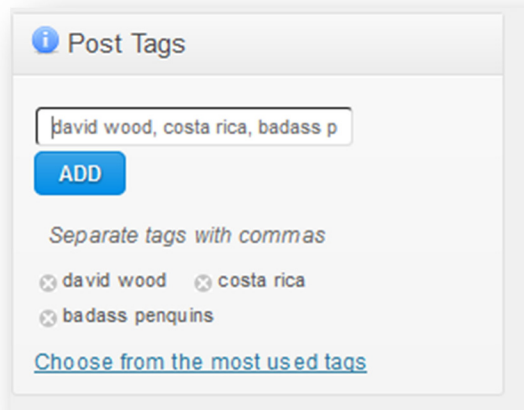 Post Tags
david wood, costa rica, badass p
ADD
Separate tags with commas
david wood costa rica
badass penquins
Choose from the most used tags